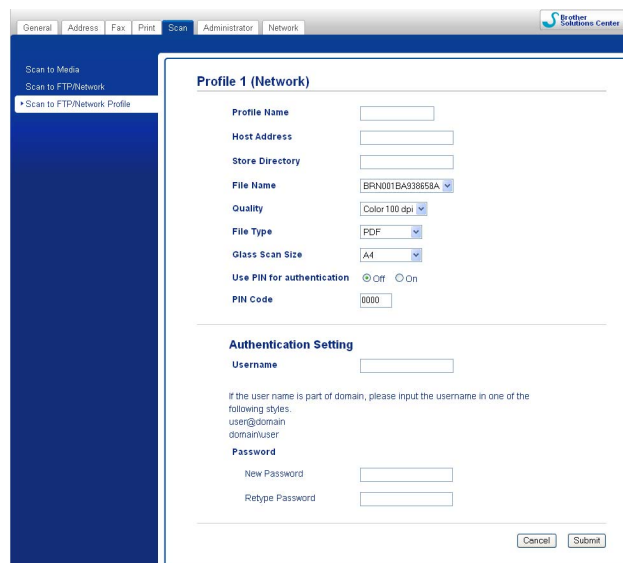 Brother
Solutions Center
General Address Fax Print Scan Administrator Network
Scan to Media
Scan to FTP/Network
Scan to FTP/Network Profile
Profile 1 (Network)
Profile Name
Host Address
Store Directory
File Name BRN001BA938658A
Quality Color 100 dpi
File Type PDF
Glass Scan Size A4
Use PIN for authentication Off On
PIN Code 0000
Authentication Setting
Username
If the user name is part of domain, please input the username in one of the
following styles.
user@domain
domain\user
Password
New Password
Retype Password
Cancel Submit